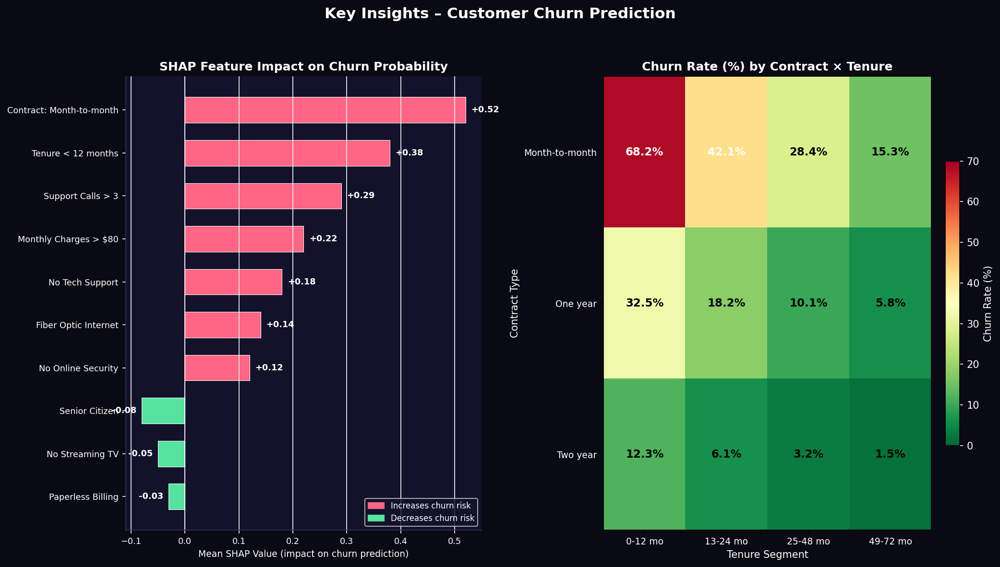 Key Insights – Customer Churn Prediction
SHAP Feature Impact on Churn Probability
Contract: Month-to-month +0.52
Tenure < 12 months +0.38
Support Calls > 3 +0.29
Monthly Charges > $80 +0.22
No Tech Support +0.18
Fiber Optic Internet +0.14
No Online Security +0.12
Senior Citizen -0.08
No Streaming TV -0.05
Paperless Billing -0.03
Increases churn risk
Decreases churn risk
−0.1 0.0 0.1 0.2 0.3 0.4 0.5
Mean SHAP Value (impact on churn prediction)
Churn Rate (%) by Contract × Tenure
Contract Type
Month-to-month 68.2% 42.1% 28.4% 15.3%
One year 32.5% 18.2% 10.1% 5.8%
Two year 12.3% 6.1% 3.2% 1.5%
0-12 mo 13-24 mo 25-48 mo 49-72 mo
Tenure Segment
70
60
50
40
30
20
10
0
Churn Rate (%)